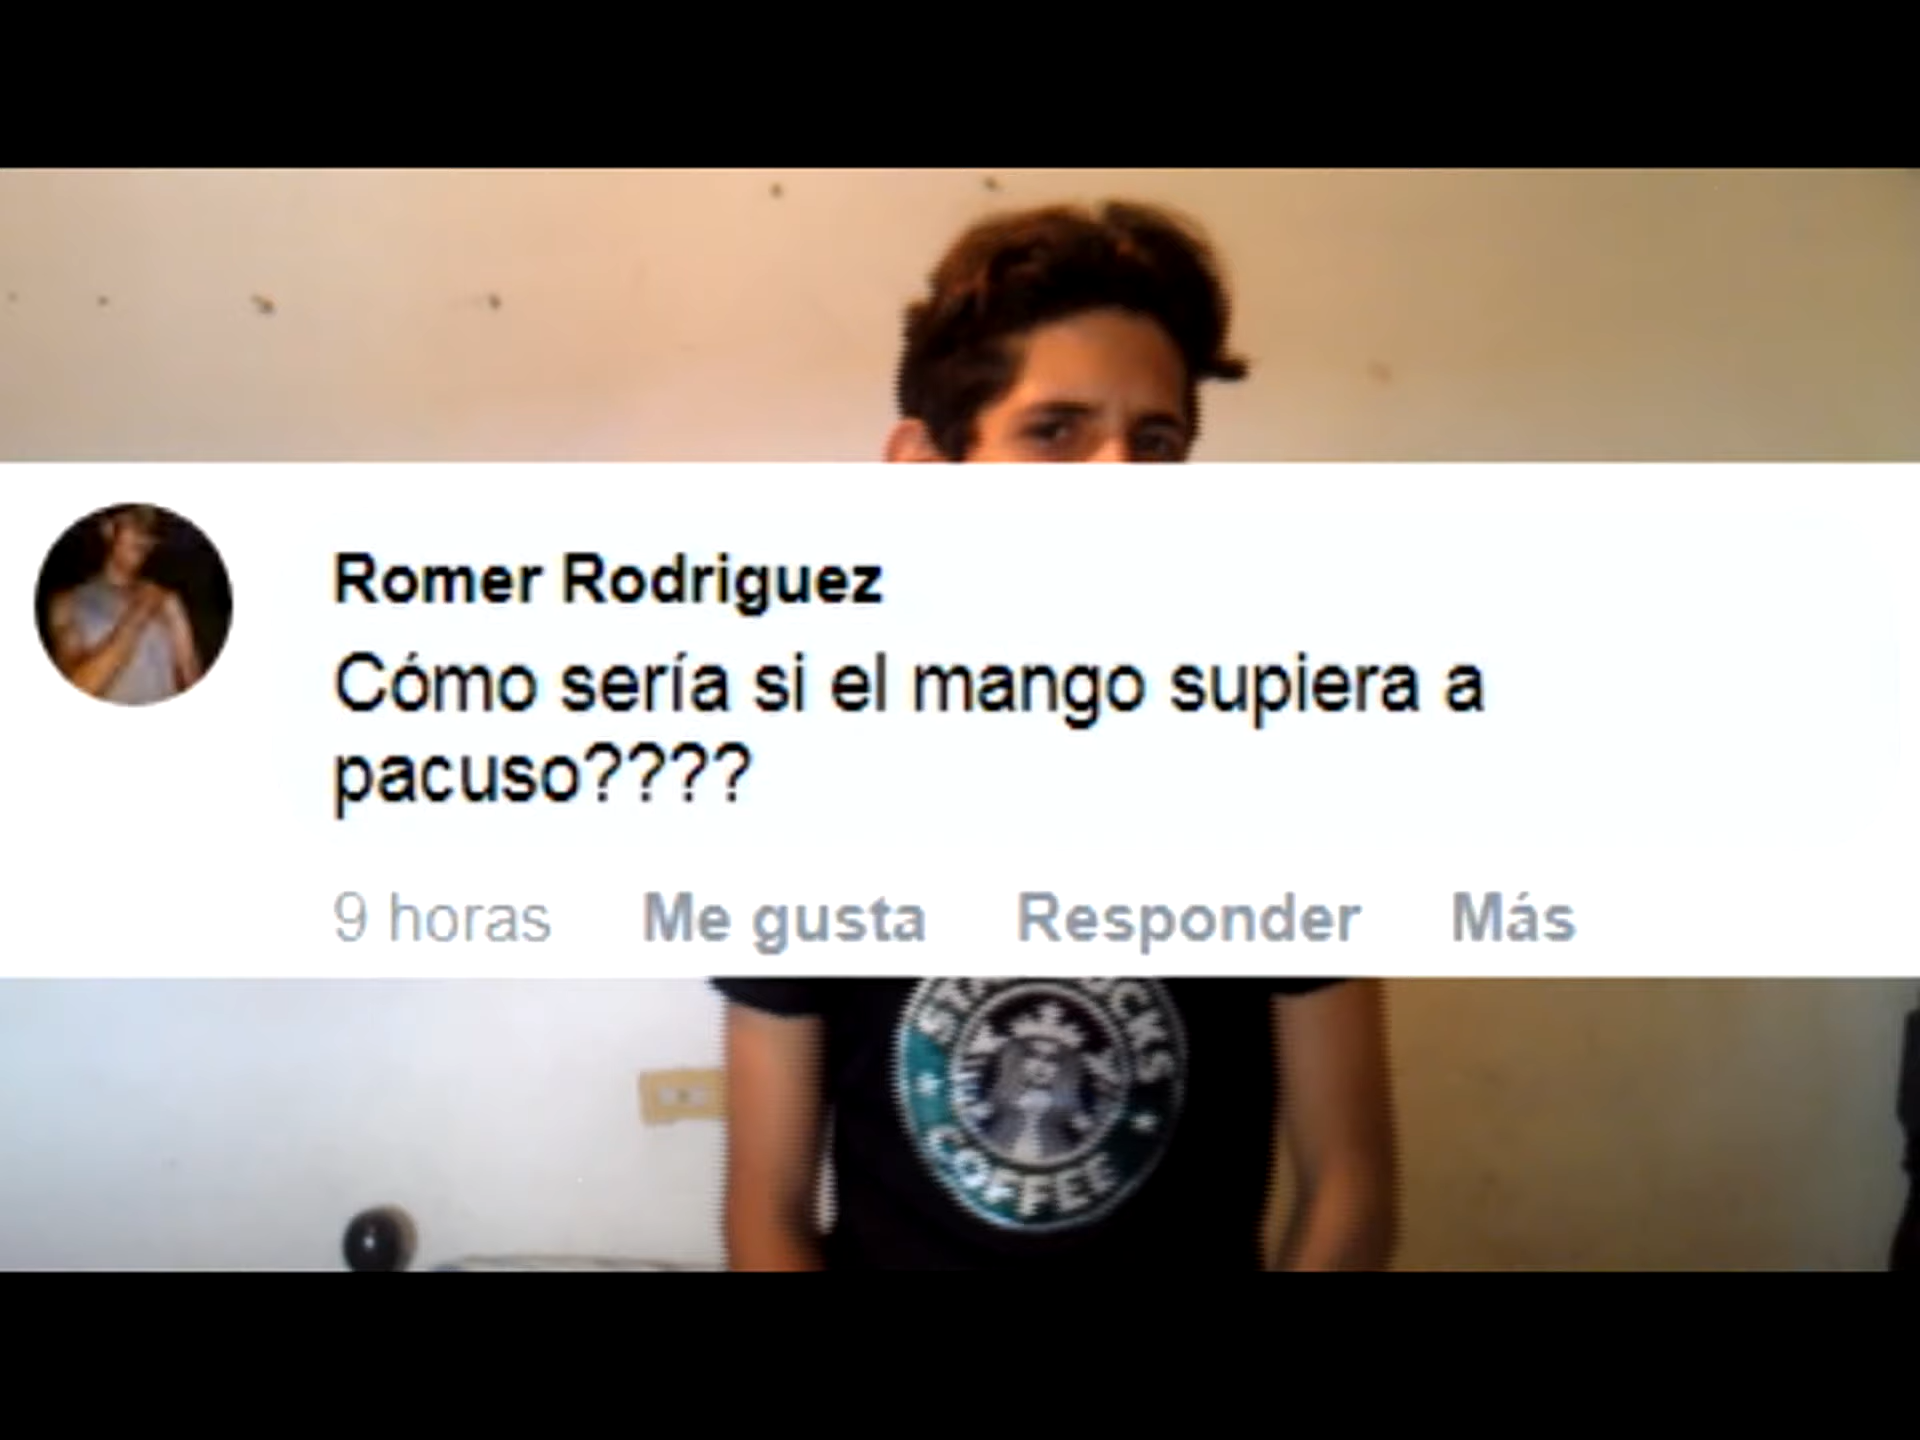 Romer Rodriguez
Cómo sería si el mango supiera a
pacuso????
9 horas Me gusta Responder Más
COFFEE